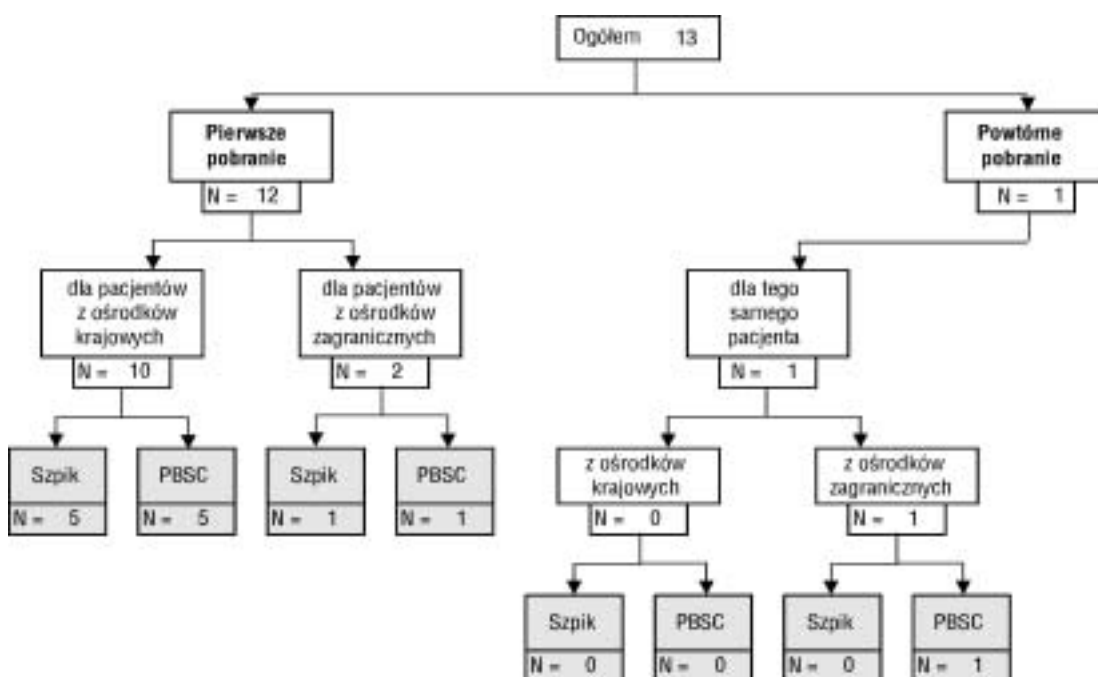 Ogółem 13
Pierwsze
pobranie
N = 12
Powtórne
pobranie
N = 1
dla pacjentów
z ośrodków
krajowych
N = 10
dla pacjentów
z ośrodków
zagranicznych
N = 2
dla tego
samego
pacjenta
N = 1
Szpik
N = 5
PBSC
N = 5
Szpik
N = 1
PBSC
N = 1
z ośrodków
krajowych
N = 0
z ośrodków
zagranicznych
N = 1
Szpik
N = 0
PBSC
N = 0
Szpik
N = 0
PBSC
N = 1